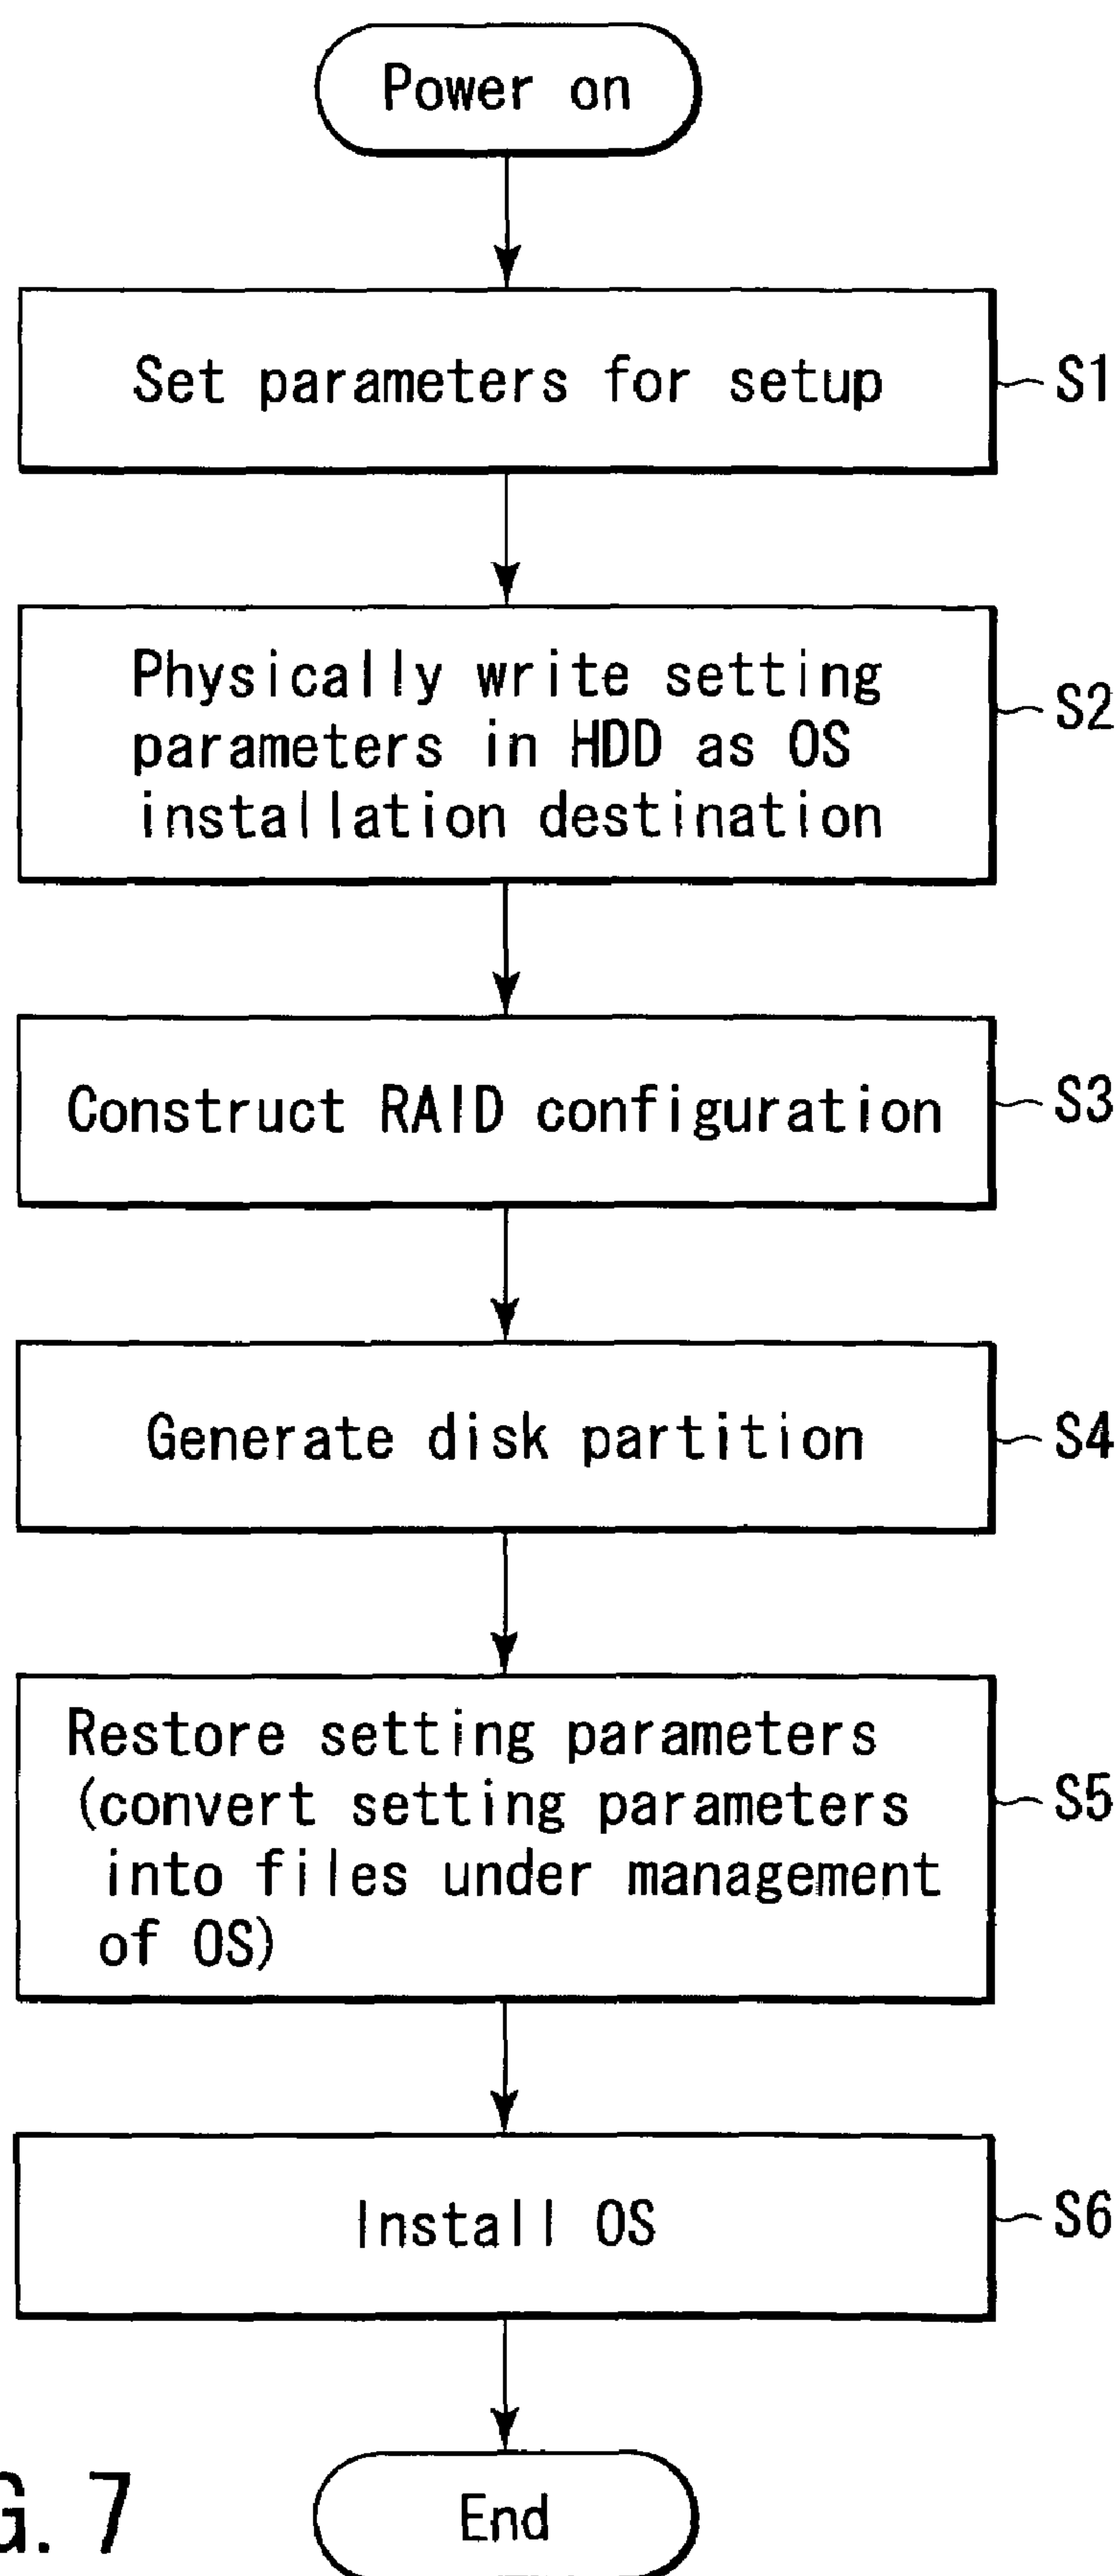 Power on
Set parameters for setup
S1
Physically write setting
parameters in HDD as OS
installation destination
S2
Construct RAID configuration
S3
Generate disk partition
S4
Restore setting parameters
(convert setting parameters
into files under management
of OS)
S5
Install OS
S6
End
G. 7